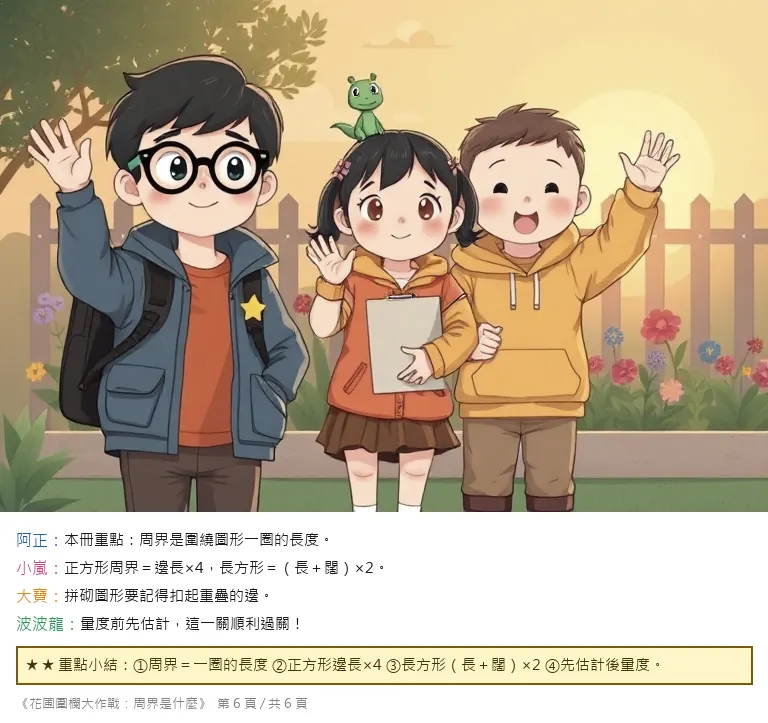 阿正：本冊重點：周界是圍繞圖形一圈的長度。
小嵐：正方形周界＝邊長×4，長方形＝（長＋闊）×2。
大寶：拼砌圖形要記得扣起重疊的邊。
波波龍：量度前先估計，這一關順利過關！
★★重點小結：①周界＝一圈的長度 ②正方形邊長×4 ③長方形（長＋闊）×2 ④先估計後量度。
《花圃圍欄大作戰：周界是什麼》 第 6 頁 / 共 6 頁